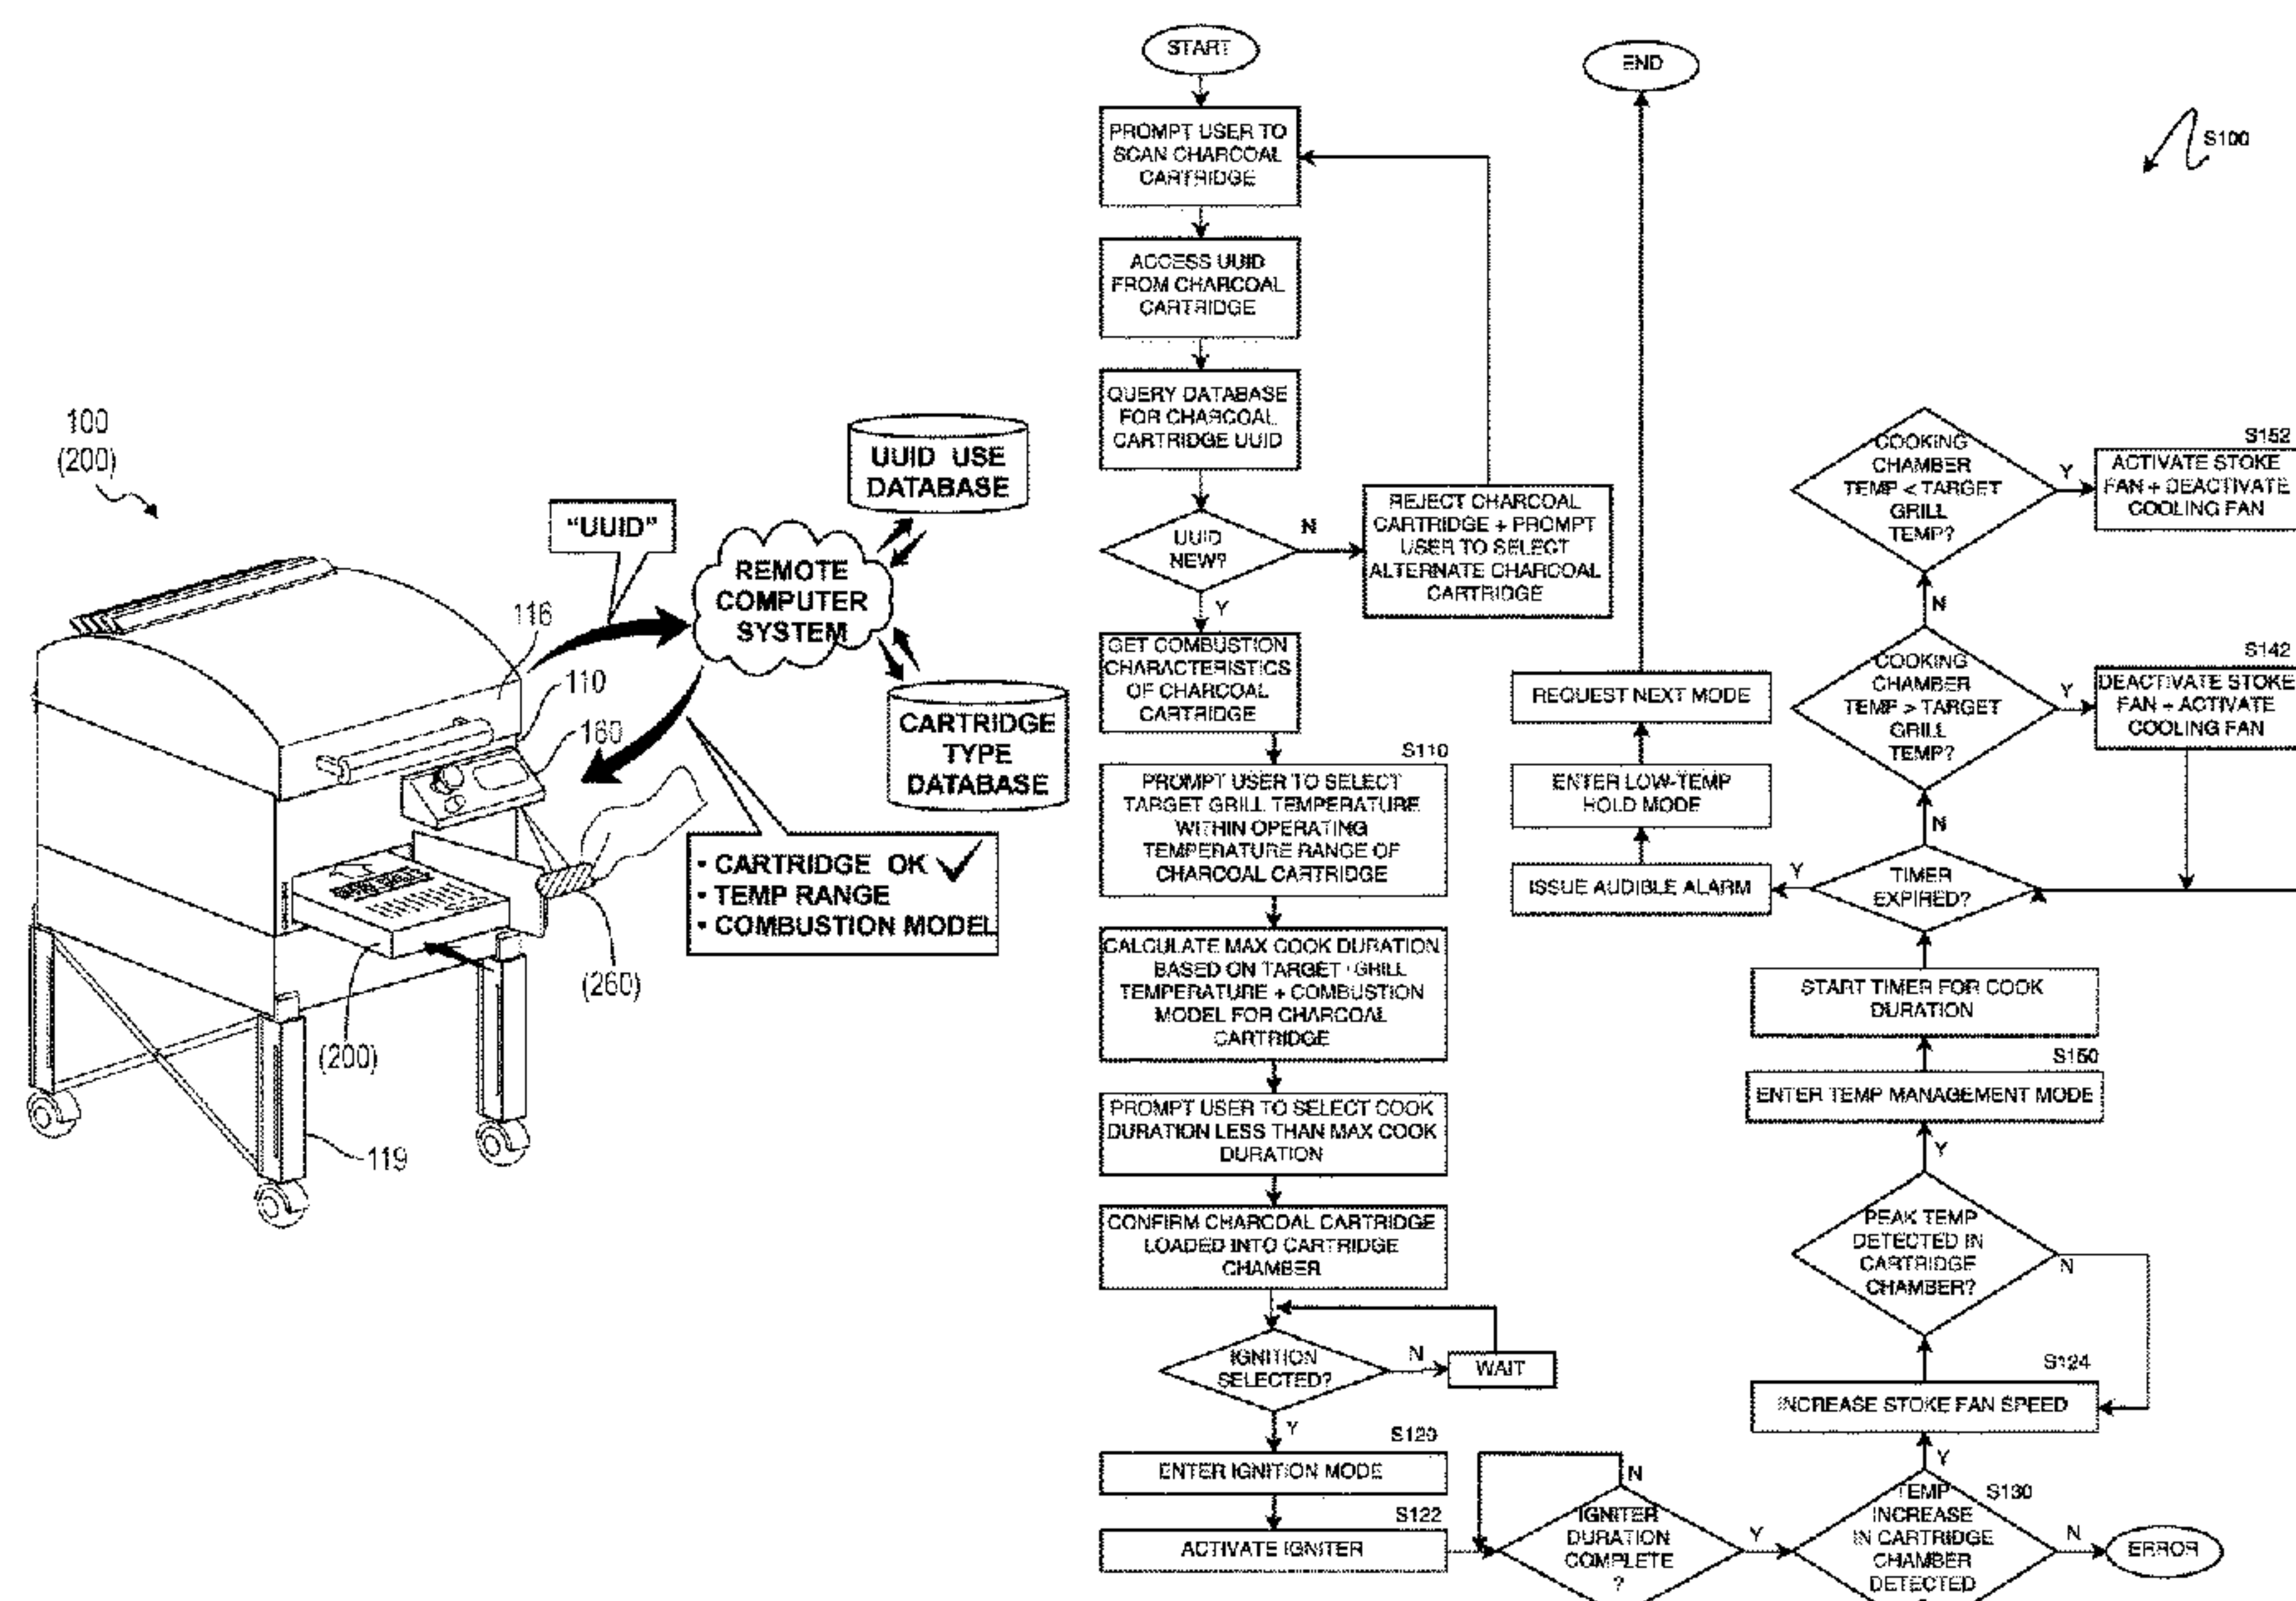 100
(200)
"UUID"
UUID USE
DATABASE
REMOTE
COMPUTER
SYSTEM
CARTRIDGE
TYPE
DATABASE
116
110
160
• CARTRIDGE OK
• TEMP RANGE
• COMBUSTION MODEL
(260)
(200)
119
START
PROMPT USER TO
SCAN CHARCOAL
CARTRIDGE
ACCESS UUID
FROM CHARCOAL
CARTRIDGE
QUERY DATABASE
FOR CHARCOAL
CARTRIDGE UUID
UUID
NEW?
N
REJECT CHARCOAL
CARTRIDGE + PROMPT
USER TO SELECT
ALTERNATE CHARCOAL
CARTRIDGE
Y
GET COMBUSTION
CHARACTERISTICS
OF CHARCOAL
CARTRIDGE
S110
PROMPT USER TO SELECT
TARGET GRILL TEMPERATURE
WITHIN OPERATING
TEMPERATURE RANGE OF
CHARCOAL CARTRIDGE
CALCULATE MAX COOK DURATION
BASED ON TARGET GRILL
TEMPERATURE + COMBUSTION
MODEL FOR CHARCOAL
CARTRIDGE
PROMPT USER TO SELECT COOK
DURATION LESS THAN MAX COOK
DURATION
CONFIRM CHARCOAL CARTRIDGE
LOADED INTO CARTRIDGE
CHAMBER
IGNITION
SELECTED?
N
WAIT
Y
S120
ENTER IGNITION MODE
S122
ACTIVATE IGNITER
N
IGNITER
DURATION
COMPLETE
?
Y
S130
TEMP
INCREASE
IN CARTRIDGE
CHAMBER
DETECTED
N
ERROR
Y
S124
INCREASE STOKE FAN SPEED
PEAK TEMP
DETECTED IN
CARTRIDGE
CHAMBER?
N
Y
S150
ENTER TEMP MANAGEMENT MODE
START TIMER FOR COOK
DURATION
TIMER
EXPIRED?
Y
ISSUE AUDIBLE ALARM
ENTER LOW-TEMP
HOLD MODE
REQUEST NEXT MODE
END
N
COOKING
CHAMBER
TEMP > TARGET
GRILL
TEMP?
Y
S142
DEACTIVATE STOKE
FAN + ACTIVATE
COOLING FAN
N
COOKING
CHAMBER
TEMP < TARGET
GRILL
TEMP?
Y
S152
ACTIVATE STOKE
FAN + DEACTIVATE
COOLING FAN
S100